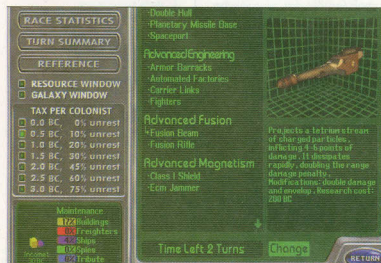 RACE STATISTICS
TURN SUMMARY
REFERENCE
RESOURCE WINDOW
GALAXY WINDOW
TAX PER COLONIST
0.0 BC, 0% unrest
0.5 BC, 10% unrest
1.0 BC, 20% unrest
1.5 BC, 30% unrest
2.0 BC, 45% unrest
2.5 BC, 60% unrest
3.0 BC, 75% unrest
Maintenance
Buildings
Freighters
Ships
Spies
Tribute
Income:
·Double Hull
·Planetary Missile Base
·Spaceport
Advanced Engineering
·Armor Barracks
·Automated Factories
·Carrier Links
·Fighters
Advanced Fusion
Fusion Beam
·Fusion Rifle
Advanced Magnetism
·Class I Shield
·Ecm Jammer
Time Left 2 Turns
Change
Projects a tetrium stream
of charged particles,
inflicting 4-6 points of
damage. It dissipates
rapidly, doubling the range
damage penalty.
Modifications: double damage
and envelop. Research cost:
200 BC
RETURN